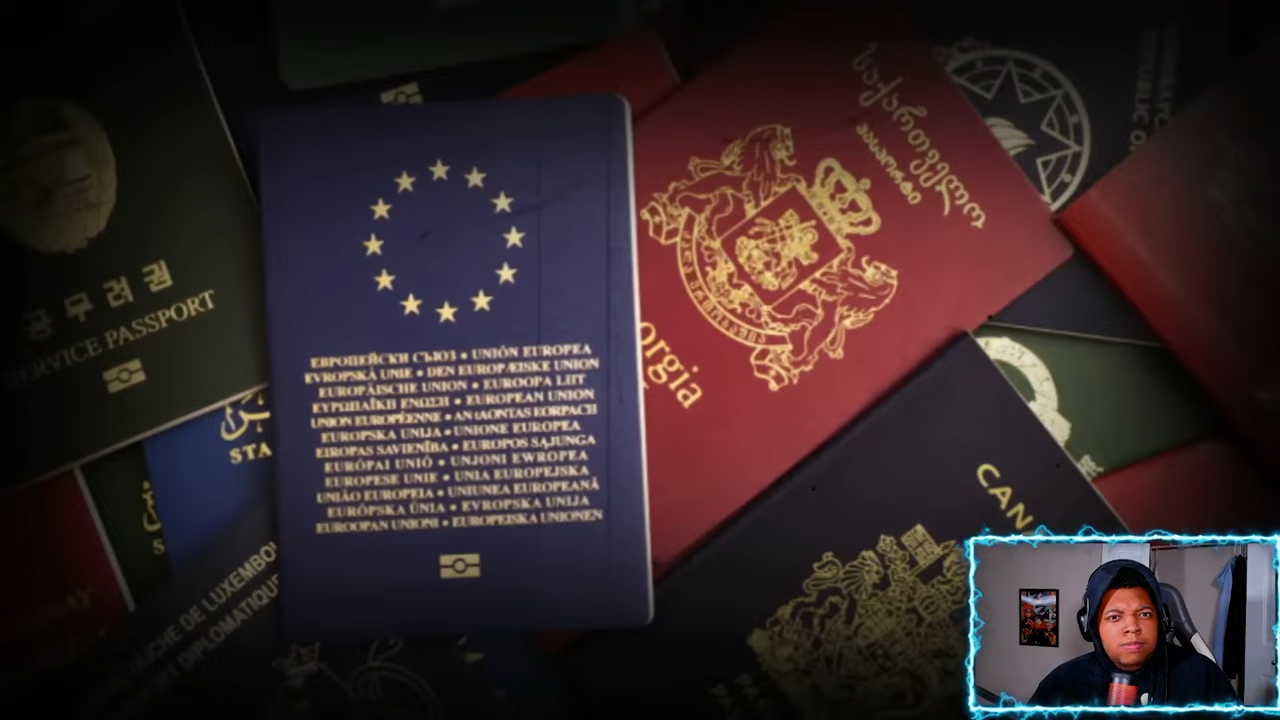 공무려권
SERVICE PASSPORT
STA
DE LUXEMBOU
ЕВРОПЕЙСКИ СЪЮЗ • UNIÓN EUROPEA
EVROPSKÁ UNIE • DEN EUROPÆISKE UNION
EUROPÄISCHE UNION • EUROOPA LIIT
ΕΥΡΩΠΑΪΚΗ ΕΝΩΣΗ • EUROPEAN UNION
UNION EUROPÉENNE • AN tAONTAS EORPACH
EUROPSKA UNIJA • UNIONE EUROPEA
EIROPAS SAVIENĪBA • EUROPOS SĄJUNGA
EURÓPAI UNIÓ • UNJONI EWROPEA
EUROPESE UNIE • UNIA EUROPEJSKA
UNIÃO EUROPEIA • UNIUNEA EUROPEANĂ
EURÓPSKA ÚNIA • EVROPSKA UNIJA
EUROOPAN UNIONI • EUROPEISKA UNIONEN
საქართველო
პასპორტი
orgia
CAN